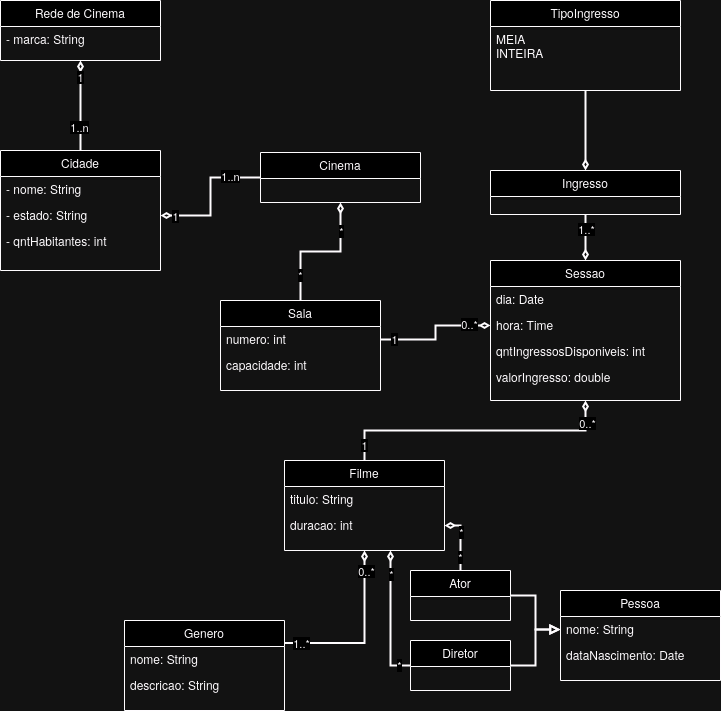 Rede de Cinema
- marca: String
1
1..n
Cidade
- nome: String
- estado: String
- qntHabitantes: int
1
1..n
Cinema
*
*
Sala
numero: int
capacidade: int
1
0..*
TipoIngresso
MEIA
INTEIRA
Ingresso
1..*
Sessao
dia: Date
hora: Time
qntIngressosDisponiveis: int
valorIngresso: double
0..*
1
Filme
titulo: String
duracao: int
*
*
0..*
*
Ator
Diretor
*
Pessoa
nome: String
dataNascimento: Date
Genero
nome: String
descricao: String
1..*